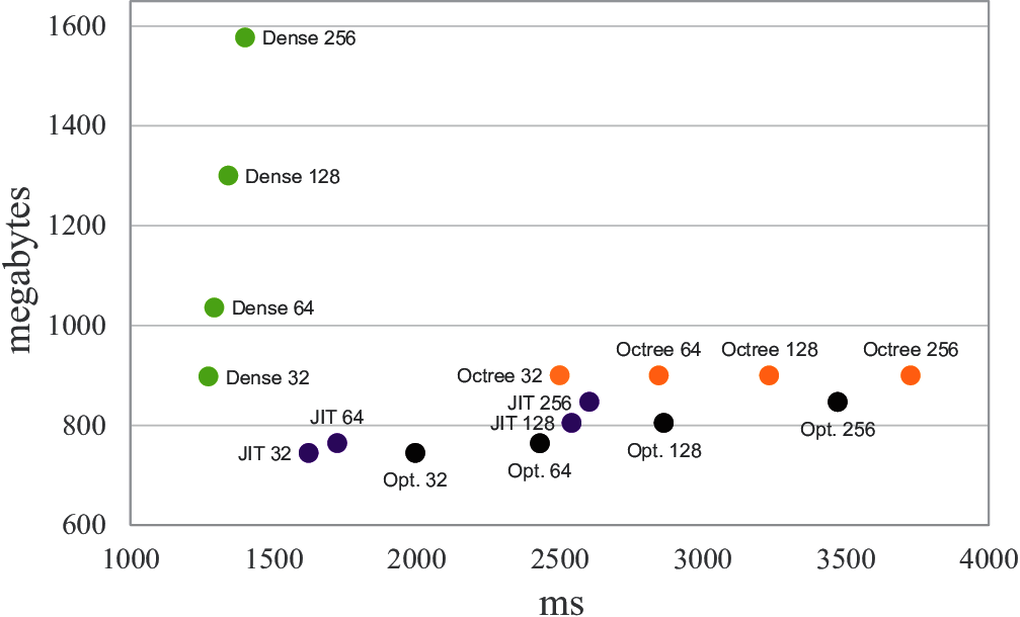 1600
Dense 256
1400
Dense 128
1200
megabytes
Dense 64
1000
Octree 64
Octree 128
Octree 256
Dense 32
Octree 32
JIT 256
JIT 64
JIT 128
800
Opt. 256
JIT 32
Opt. 128
Opt. 64
Opt. 32
600
1000
1500
2000
2500
3000
3500
4000
ms